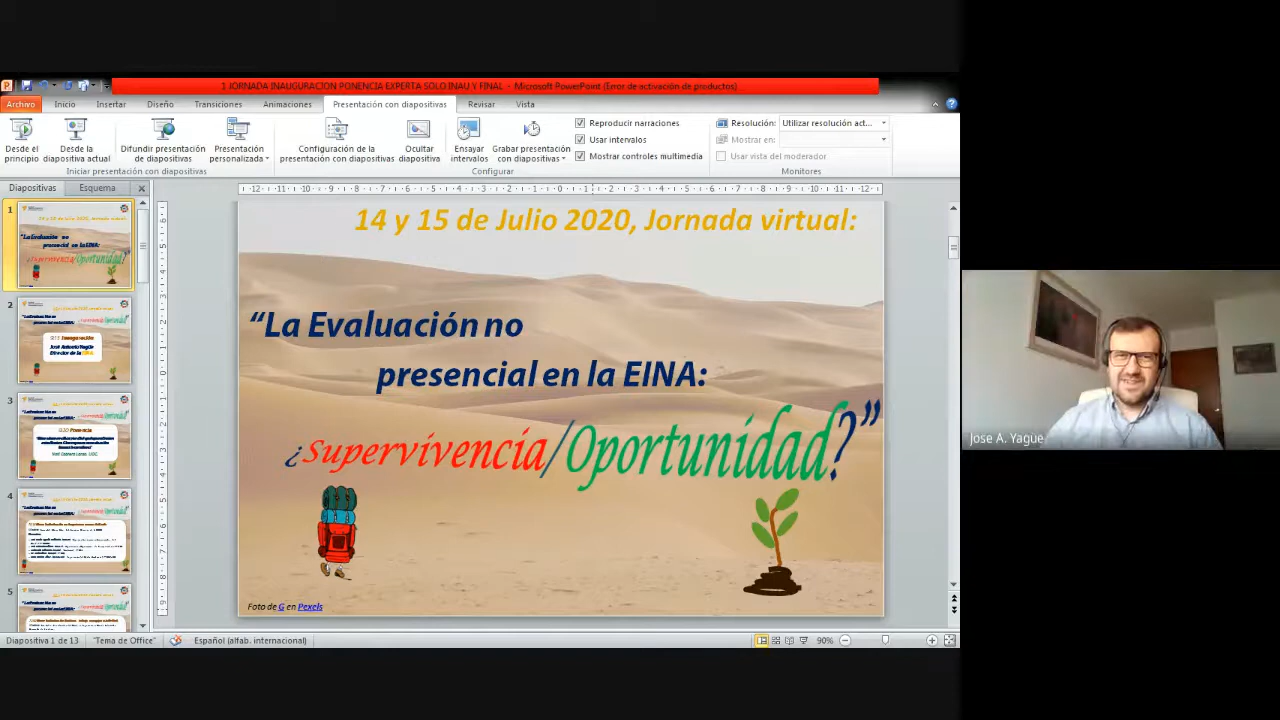 1 JORNADA INAUGURACION PONENCIA EXPERTA SOLO INAU Y FINAL - Microsoft PowerPoint (Error de activación de productos)
Archivo Inicio Insertar Diseño Transiciones Animaciones Presentación con diapositivas Revisar Vista
Desde el principio
Desde la diapositiva actual
Difundir presentación de diapositivas
Presentación personalizada
Iniciar presentación con diapositivas
Configuración de la presentación con diapositivas
Ocultar diapositiva
Ensayar intervalos
Grabar presentación con diapositivas
Reproducir narraciones
Usar intervalos
Mostrar controles multimedia
Configurar
Resolución: Utilizar resolución act...
Mostrar en:
Usar vista del moderador
Monitores
Diapositivas Esquema
1
2
3
4
5
14 y 15 de Julio 2020, Jornada virtual:
“La Evaluación no
presencial en la EINA:
¿Supervivencia/Oportunidad?”
Foto de G en Pexels
Jose A. Yagüe
Diapositiva 1 de 13 "Tema de Office" Español (alfab. internacional) 90%